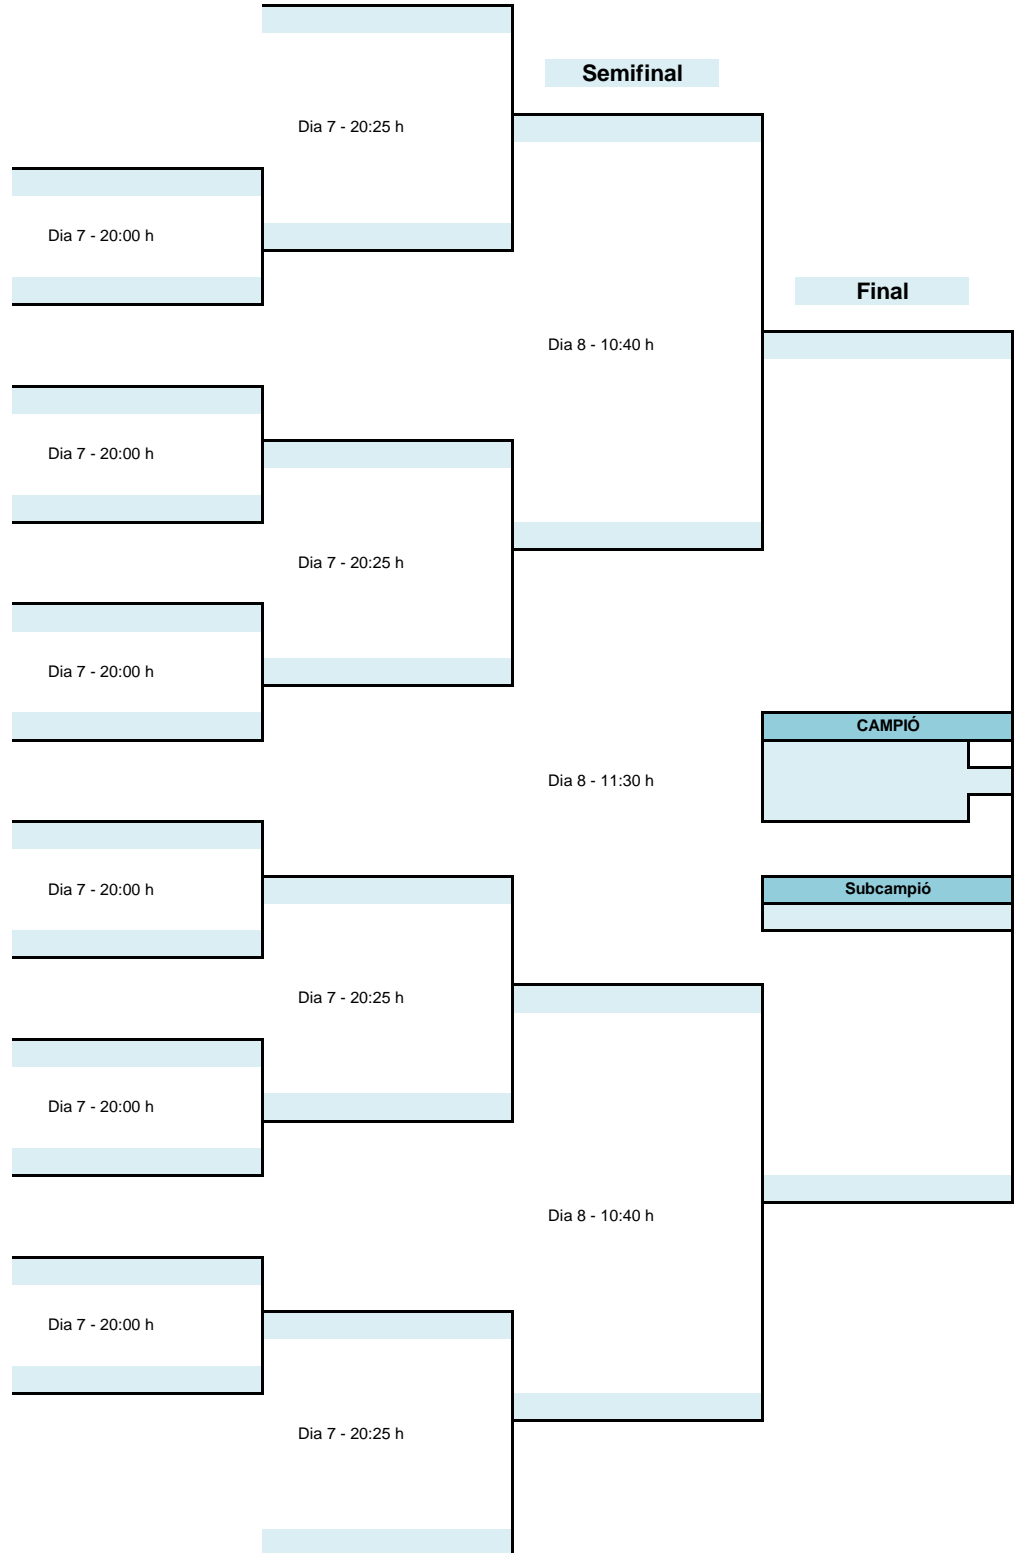 Semifinal
Dia 7 - 20:25 h
Dia 7 - 20:00 h
Final
Dia 8 - 10:40 h
Dia 7 - 20:00 h
Dia 7 - 20:25 h
Dia 7 - 20:00 h
CAMPIÓ
Dia 8 - 11:30 h
Dia 7 - 20:00 h
Subcampió
Dia 7 - 20:25 h
Dia 7 - 20:00 h
Dia 8 - 10:40 h
Dia 7 - 20:00 h
Dia 7 - 20:25 h